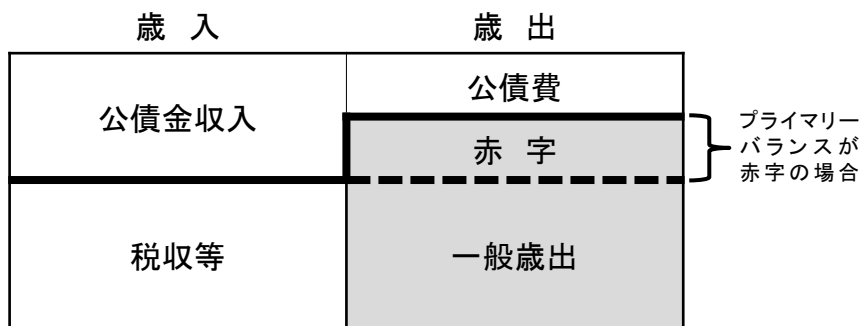 歳入
歳出
公債金収入
公債費
赤字
プライマリー
バランスが
赤字の場合
税収等
一般歳出